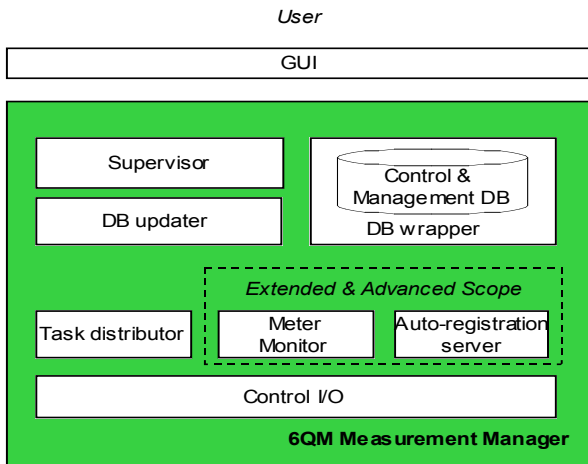 User
GUI
Supervisor
Control &
Management DB
DB updater
DB wrapper
Extended & Advanced Scope
Task distributor
Meter
Monitor
Auto-registration
server
Control I/O
6QM Measurement Manager